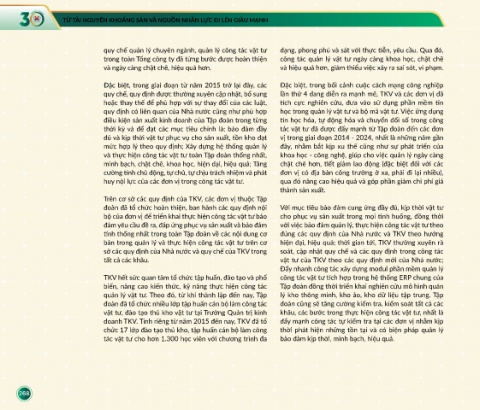 30 TỪ TÀI NGUYÊN KHOÁNG SẢN VÀ NGUỒN NHÂN LỰC ĐI LÊN GIÀU MẠNH
quy chế quản lý chuyên ngành, quản lý công tác vật tư
trong toàn Tổng công ty đã từng bước được hoàn thiện
và ngày càng chặt chẽ, hiệu quả hơn.
Đặc biệt, trong giai đoạn từ năm 2015 trở lại đây, các
quy chế, quy định được thường xuyên cập nhật, bổ sung
hoặc thay thế để phù hợp với sự thay đổi của các luật,
quy định có liên quan của Nhà nước cũng như phù hợp
điều kiện sản xuất kinh doanh của Tập đoàn trong từng
thời kỳ và để đạt các mục tiêu chính là: bảo đảm đầy
đủ và kịp thời vật tư phục vụ cho sản xuất, tồn kho đạt
mức hợp lý theo quy định; Xây dựng hệ thống quản lý
và thực hiện công tác vật tư toàn Tập đoàn thống nhất,
minh bạch, chặt chẽ, khoa học, hiện đại, hiệu quả; Tăng
cường tính chủ động, tự chủ, tự chịu trách nhiệm và phát
huy nội lực của các đơn vị trong công tác vật tư.
Trên cơ sở các quy định của TKV, các đơn vị thuộc Tập
đoàn đã tổ chức hoàn thiện, ban hành các quy định nội
bộ của đơn vị để triển khai thực hiện công tác vật tư bảo
đảm yêu cầu đề ra, đáp ứng phục vụ sản xuất và bảo đảm
tính thống nhất trong toàn Tập đoàn về các nội dung cơ
bản trong quản lý và thực hiện công tác vật tư trên cơ
sở các quy định của Nhà nước và quy chế của TKV trong
tất cả các khâu.
TKV hết sức quan tâm tổ chức tập huấn, đào tạo và phổ
biến, nâng cao kiến thức, kỹ năng thực hiện công tác
quản lý vật tư. Theo đó, từ khi thành lập đến nay, Tập
đoàn đã tổ chức nhiều lớp tập huấn cán bộ làm công tác
vật tư, đào tạo thủ kho vật tư tại Trường Quản trị kinh
doanh TKV. Tính riêng từ năm 2015 đến nay, TKV đã tổ
chức 17 lớp đào tạo thủ kho, tập huấn cán bộ làm công
tác vật tư cho hơn 1.300 học viên với chương trình đa
dạng, phong phú và sát với thực tiễn, yêu cầu. Qua đó,
công tác quản lý vật tư ngày càng khoa học, chặt chẽ
và hiệu quả hơn, giảm thiểu việc xảy ra sai sót, vi phạm.
Đặc biệt, trong bối cảnh cuộc cách mạng công nghiệp
lần thứ 4 đang diễn ra mạnh mẽ, TKV và các đơn vị đã
tích cực nghiên cứu, đưa vào sử dụng phần mềm tin
học trong quản lý vật tư và bộ mã vật tư. Việc ứng dụng
tin học hóa, tự động hóa và chuyển đổi số trong công
tác vật tư đã được đẩy mạnh từ Tập đoàn đến các đơn
vị trong giai đoạn 2014 - 2024, nhất là những năm gần
đây, nhằm bắt kịp xu thế cũng như sự phát triển của
khoa học - công nghệ, giúp cho việc quản lý ngày càng
chặt chẽ hơn, tiết giảm lao động (đặc biệt đối với các
đơn vị có địa bàn công trường ở xa, phải đi lại nhiều),
qua đó nâng cao hiệu quả và góp phần giảm chi phí giá
thành sản xuất.
Với mục tiêu bảo đảm cung ứng đầy đủ, kịp thời vật tư
cho phục vụ sản xuất trong mọi tình huống, đồng thời
với việc bảo đảm quản lý, thực hiện công tác vật tư theo
đúng các quy định của Nhà nước và TKV theo hướng
hiện đại, hiệu quả; thời gian tới, TKV thường xuyên rà
soát, cập nhật quy chế và các quy định trong công tác
vật tư của TKV theo các quy định mới của Nhà nước;
Đẩy nhanh công tác xây dựng modul phần mềm quản lý
công tác vật tư tích hợp trong hệ thống ERP chung của
Tập đoàn đồng thời triển khai nghiên cứu mô hình quản
lý kho thông minh, kho ảo, kho dữ liệu tập trung. Tập
đoàn cũng sẽ tăng cường kiểm tra, kiểm soát tất cả các
khâu, các bước trong thực hiện công tác vật tư, nhất là
đẩy mạnh công tác tự kiểm tra tại các đơn vị nhằm kịp
thời phát hiện những tồn tại và có biện pháp quản lý
bảo đảm kịp thời, minh bạch, hiệu quả.
268